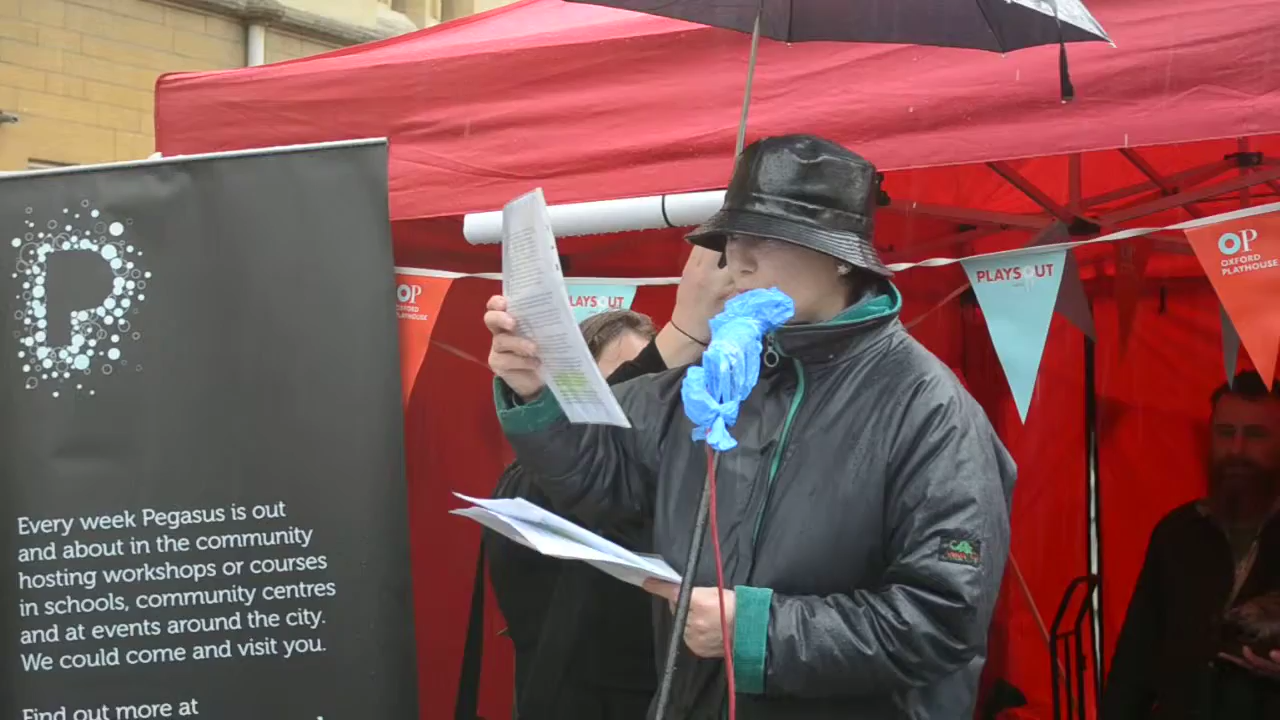 P
Every week Pegasus is out
and about in the community
hosting workshops or courses
in schools, community centres
and at events around the city.
We could come and visit you.
Find out more at
OP
OXFORD
PLAYHOUSE
PLAYS OUT
PLAYS OUT
OP
OXFORD
PLAYHOUSE